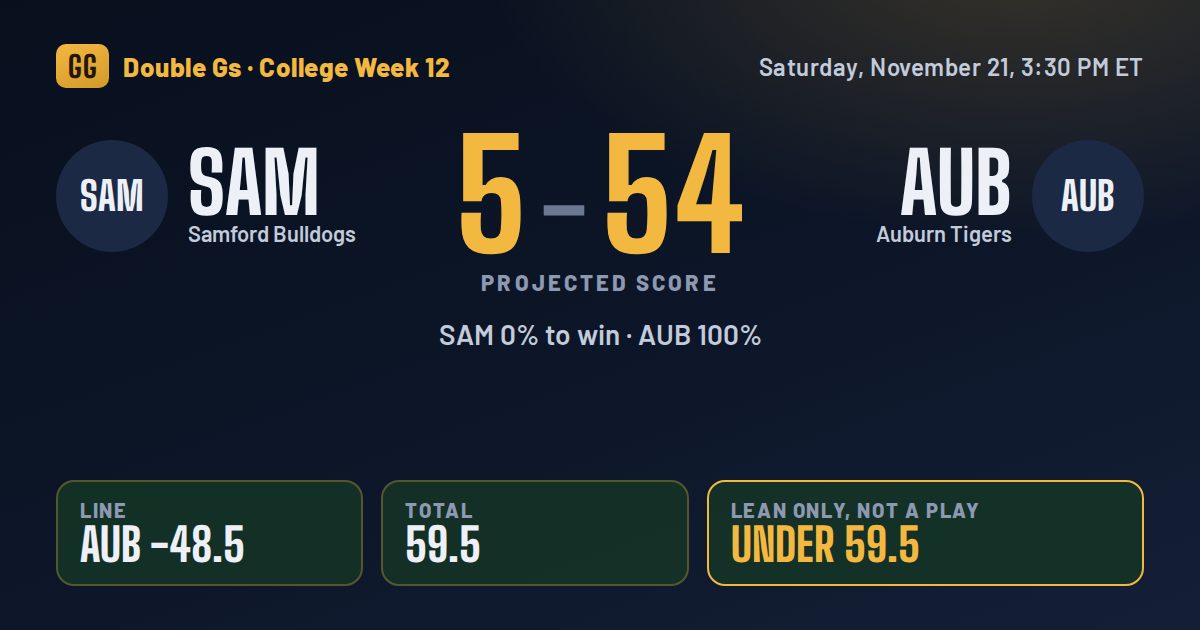 GG Double Gs · College Week 12
Saturday, November 21, 3:30 PM ET
SAM
SAM
Samford Bulldogs
5 – 54
PROJECTED SCORE
SAM 0% to win · AUB 100%
AUB
Auburn Tigers
AUB
LINE
AUB −48.5
TOTAL
59.5
LEAN ONLY, NOT A PLAY
UNDER 59.5